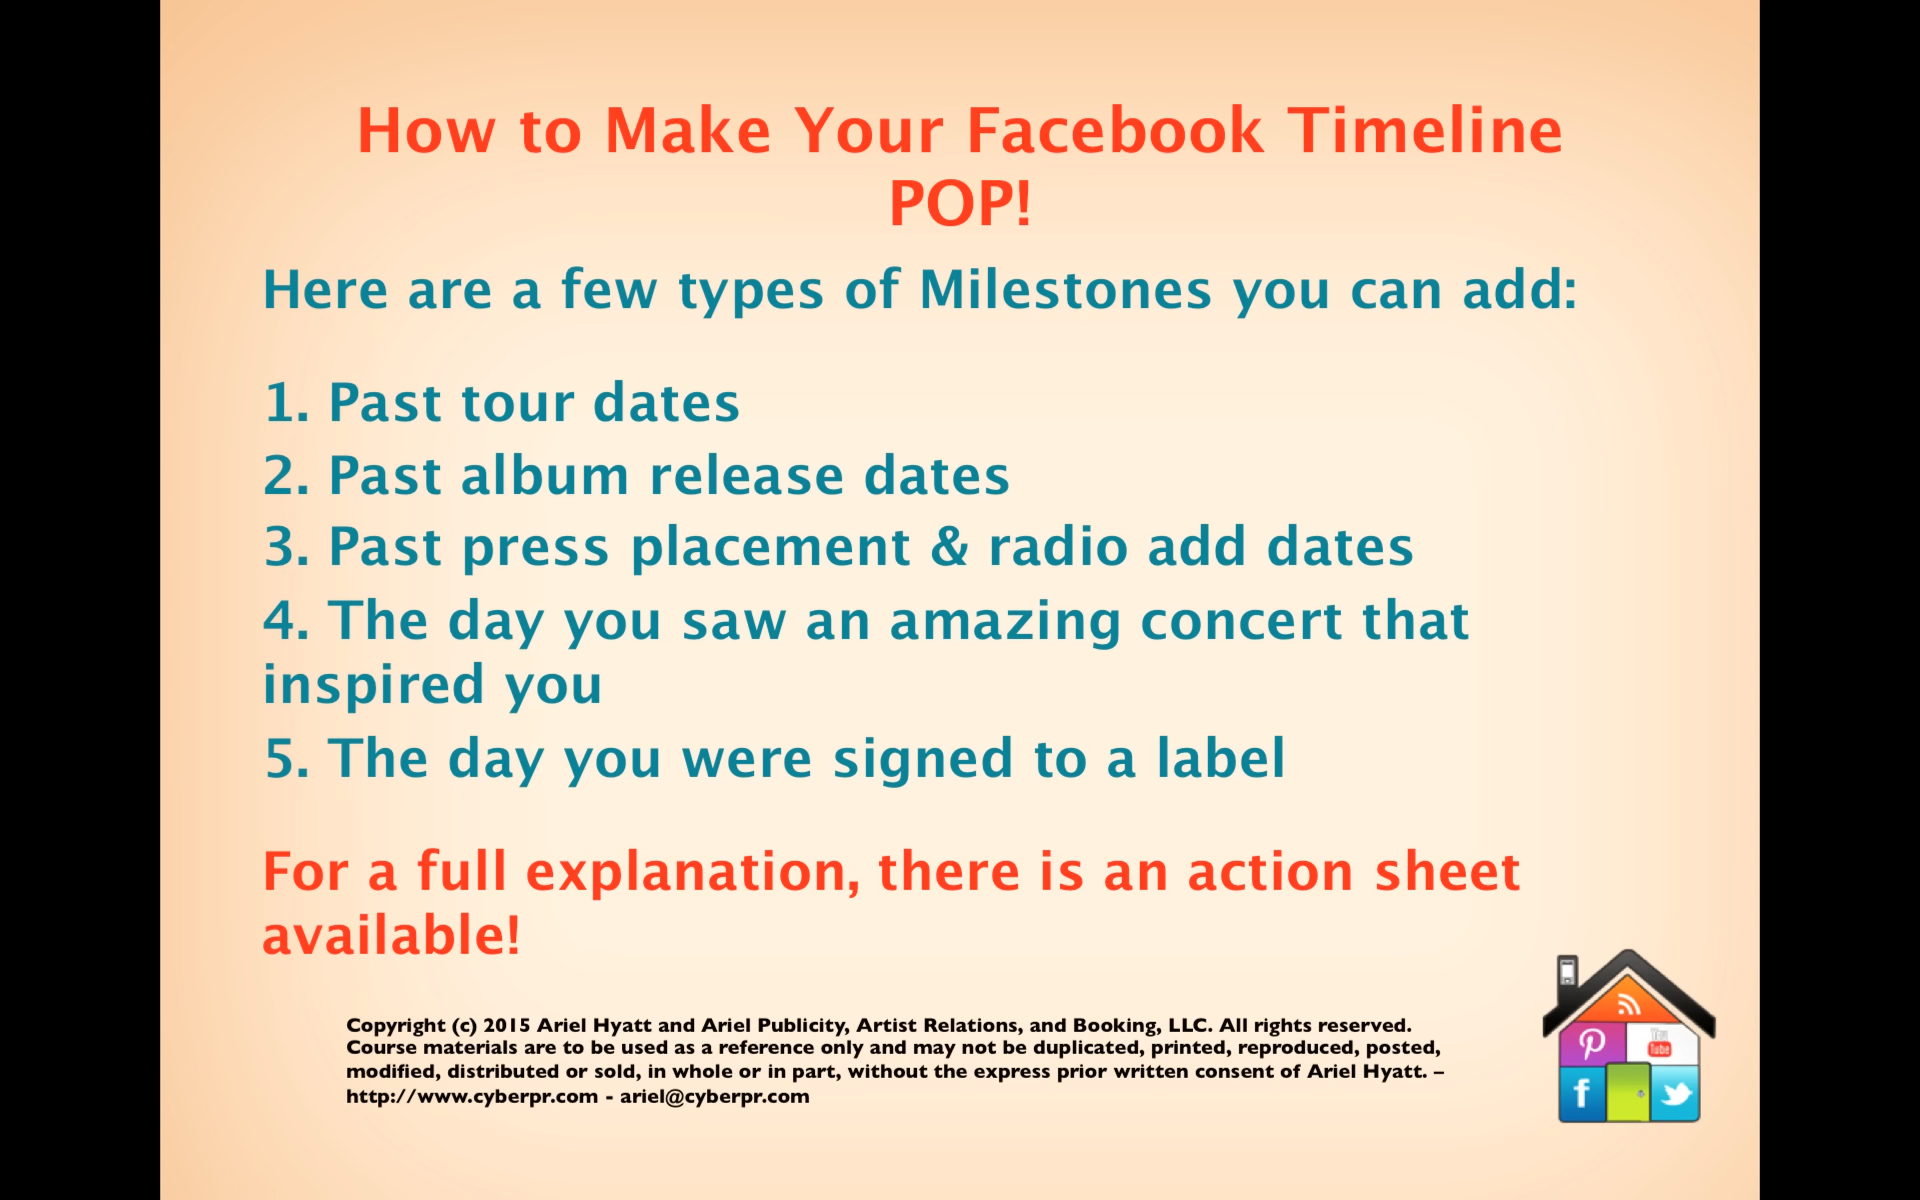 How to Make Your Facebook Timeline
POP!
Here are a few types of Milestones you can add:
1. Past tour dates
2. Past album release dates
3. Past press placement & radio add dates
4. The day you saw an amazing concert that
inspired you
5. The day you were signed to a label
For a full explanation, there is an action sheet
available!
Copyright (c) 2015 Ariel Hyatt and Ariel Publicity, Artist Relations, and Booking, LLC. All rights reserved.
Course materials are to be used as a reference only and may not be duplicated, printed, reproduced, posted,
modified, distributed or sold, in whole or in part, without the express prior written consent of Ariel Hyatt. –
http://www.cyberpr.com - ariel@cyberpr.com
You
Tube
f